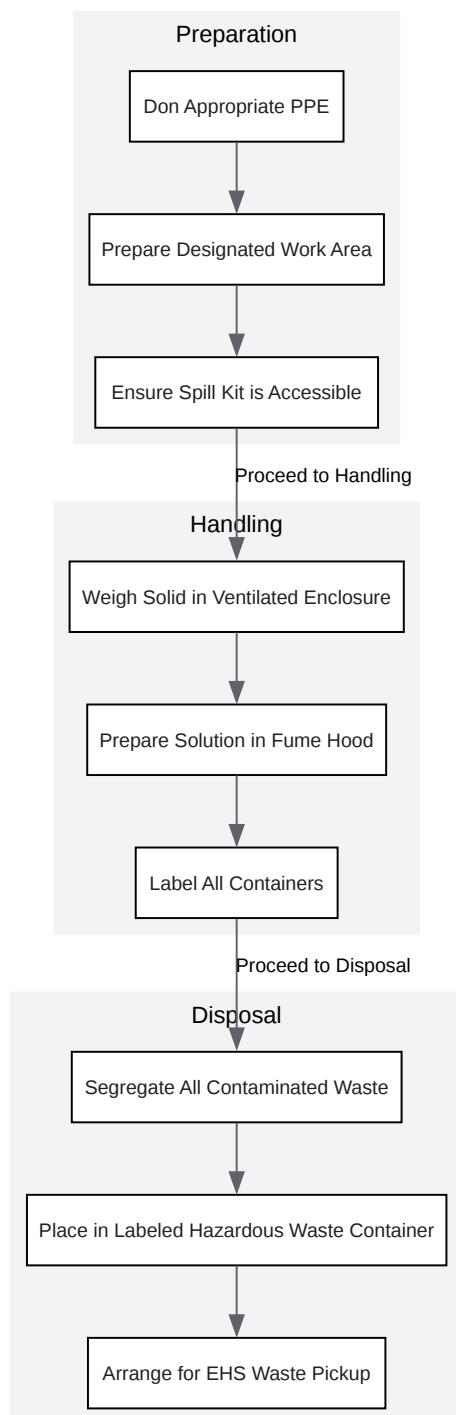 Preparation
Don Appropriate PPE
Prepare Designated Work Area
Ensure Spill Kit is Accessible
Proceed to Handling
Handling
Weigh Solid in Ventilated Enclosure
Prepare Solution in Fume Hood
Label All Containers
Proceed to Disposal
Disposal
Segregate All Contaminated Waste
Place in Labeled Hazardous Waste Container
Arrange for EHS Waste Pickup